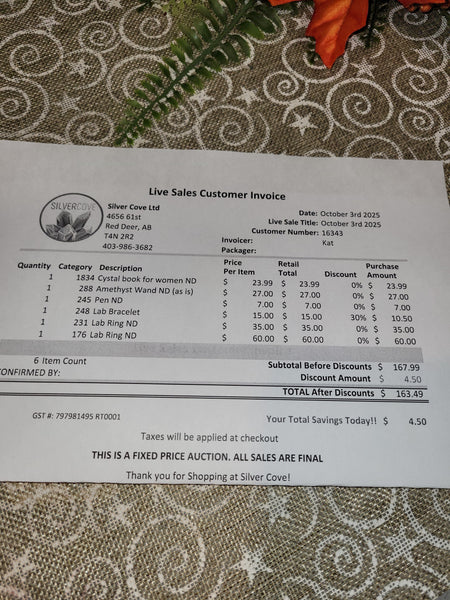 Live Sales Customer Invoice
SILVERCOVE
Silver Cove Ltd
4656 61st
Red Deer, AB
T4N 2R2
403-986-3682
Date: October 3rd 2025
Live Sale Title: October 3rd 2025
Customer Number: 16343
Invoicer: Kat
Packager:
Quantity Category Description Price Per Item Retail Total Discount Purchase Amount
1 1834 Cystal book for women ND $ 23.99 $ 23.99 0% $ 23.99
1 288 Amethyst Wand ND (as is) $ 27.00 $ 27.00 0% $ 27.00
1 245 Pen ND $ 7.00 $ 7.00 0% $ 7.00
1 248 Lab Bracelet $ 15.00 $ 15.00 30% $ 10.50
1 231 Lab Ring ND $ 35.00 $ 35.00 0% $ 35.00
1 176 Lab Ring ND $ 60.00 $ 60.00 0% $ 60.00
6 Item Count
Subtotal Before Discounts $ 167.99
CONFIRMED BY:
Discount Amount $ 4.50
TOTAL After Discounts $ 163.49
GST #: 797981495 RT0001
Your Total Savings Today!! $ 4.50
Taxes will be applied at checkout
THIS IS A FIXED PRICE AUCTION. ALL SALES ARE FINAL
Thank you for Shopping at Silver Cove!